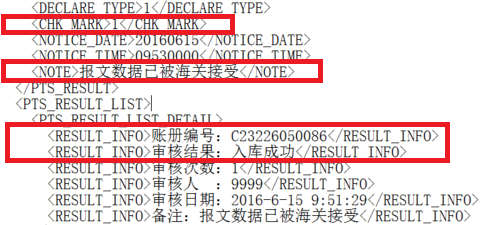 <DECLARE_TYPE>1</DECLARE_TYPE>
<CHK_MARK>1</CHK_MARK>
<NOTICE_DATE>20160615</NOTICE_DATE>
<NOTICE_TIME>09530000</NOTICE_TIME>
<NOTE>报文数据已被海关接受</NOTE>
</PTS_RESULT>
<PTS_RESULT_LIST>
<PTS_RESULT_LIST_DETAIL>
<RESULT_INFO>账册编号：C23226050086</RESULT_INFO>
<RESULT_INFO>审核结果：入库成功</RESULT_INFO>
<RESULT_INFO>审核次数：1</RESULT_INFO>
<RESULT_INFO>审核人　：9999</RESULT_INFO>
<RESULT_INFO>审核日期：2016-6-15 9:51:29</RESULT_INFO>
<RESULT_INFO>备注：报文数据已被海关接受</RESULT_INFO>